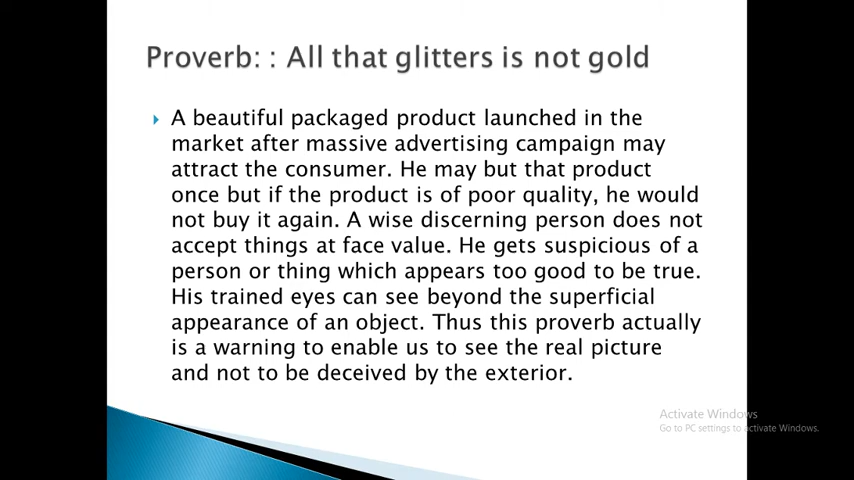 Proverb: : All that glitters is not gold
A beautiful packaged product launched in the
market after massive advertising campaign may
attract the consumer. He may but that product
once but if the product is of poor quality, he would
not buy it again. A wise discerning person does not
accept things at face value. He gets suspicious of a
person or thing which appears too good to be true.
His trained eyes can see beyond the superficial
appearance of an object. Thus this proverb actually
is a warning to enable us to see the real picture
and not to be deceived by the exterior.
Activate Windows
Go to PC settings to activate Windows.